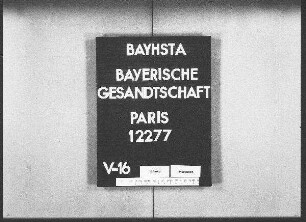 BAYHSTA
BAYERISCHE
GESANDTSCHAFT
PARIS
12277
V-16